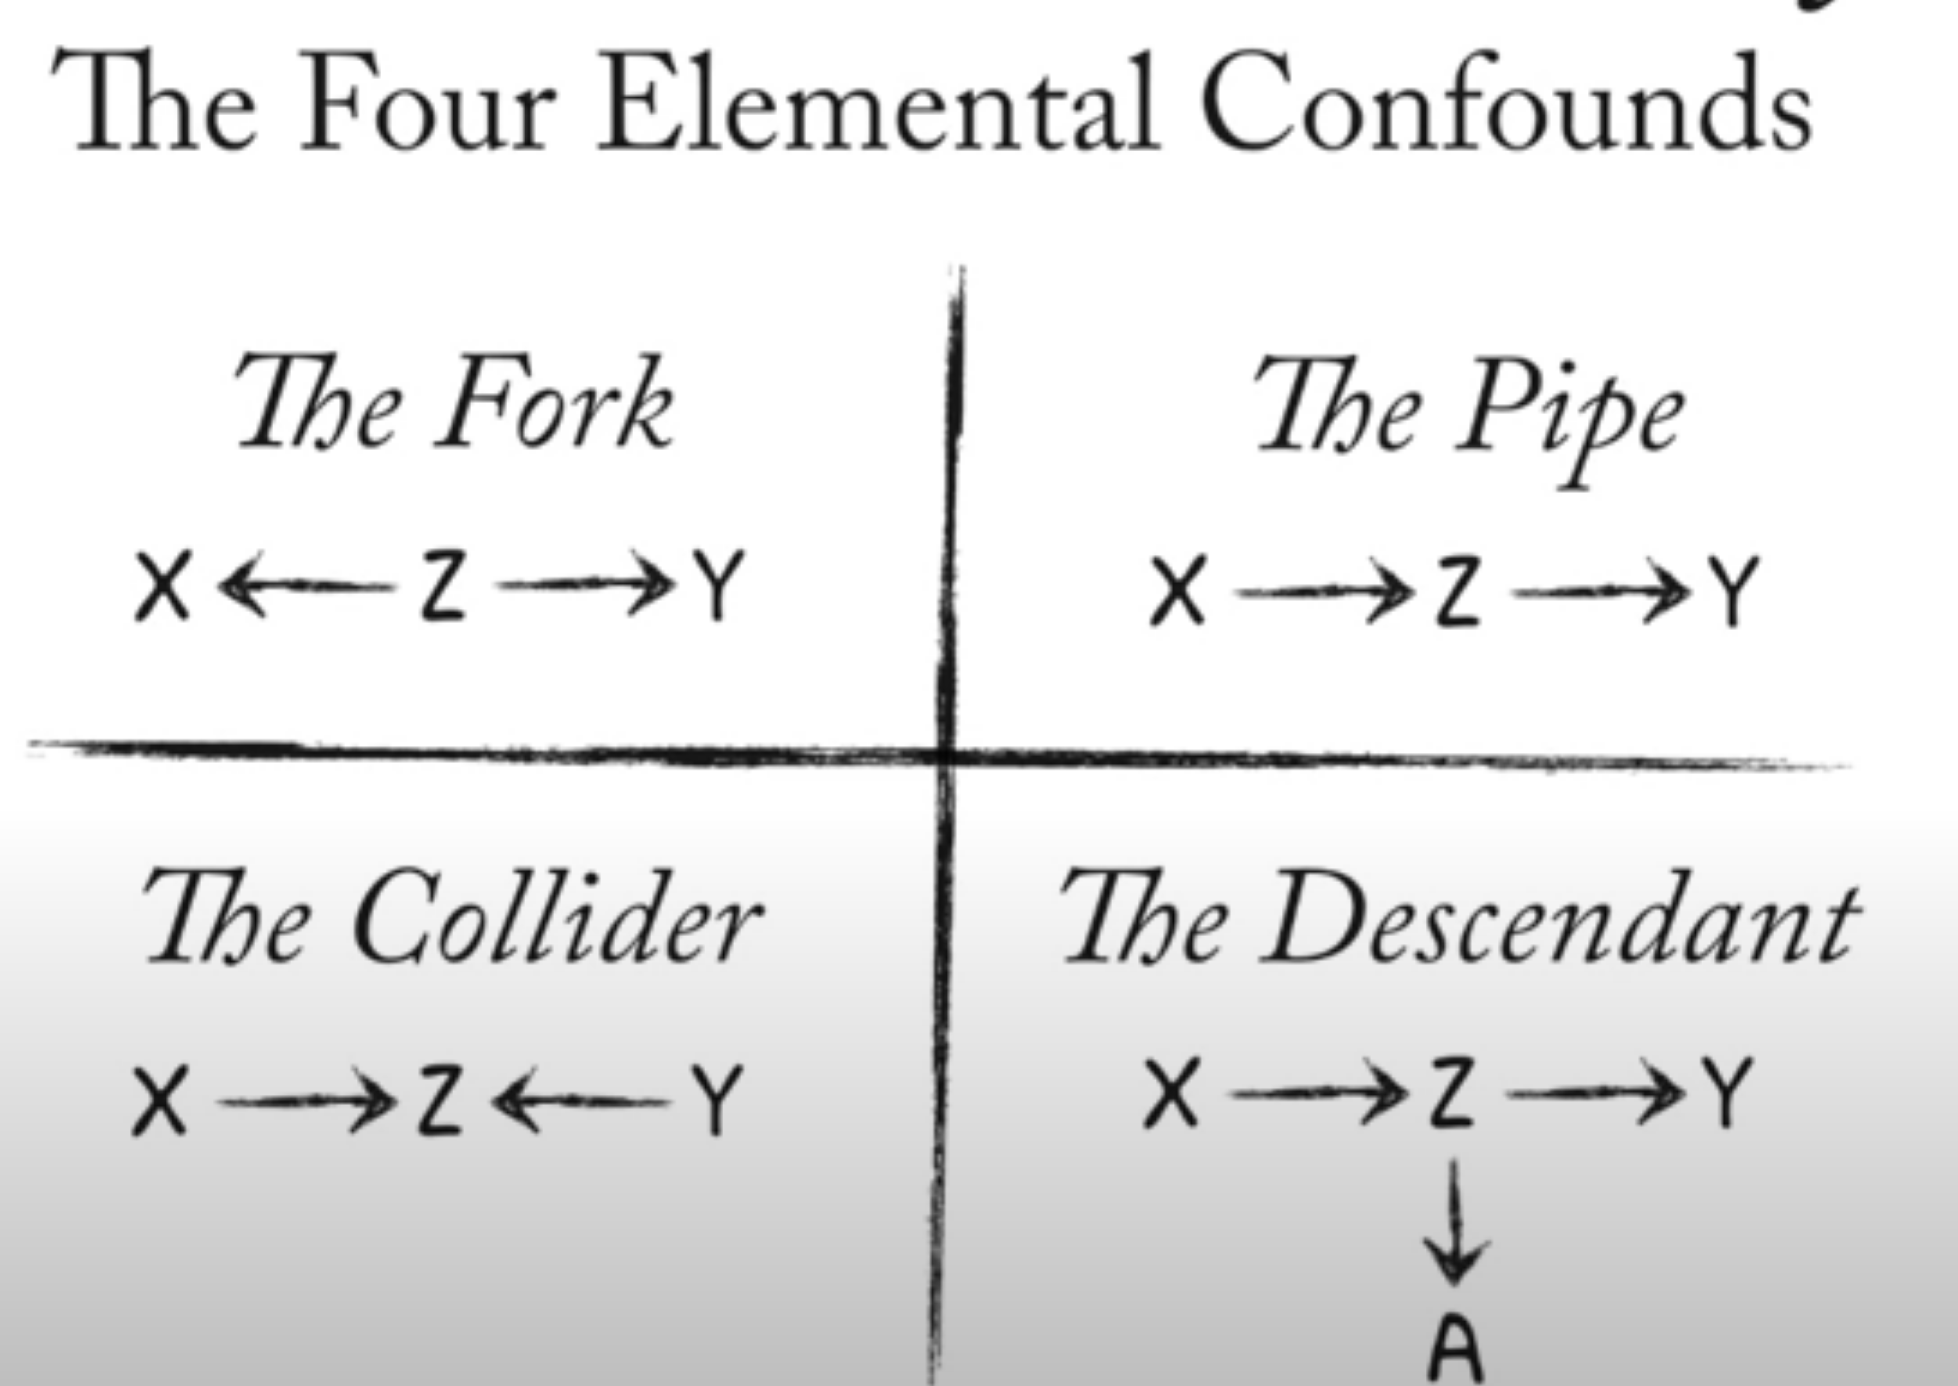 The Four Elemental Confounds
The Fork
X ← Z → Y
The Pipe
X → Z → Y
The Collider
X → Z ← Y
The Descendant
X → Z → Y
↓
A